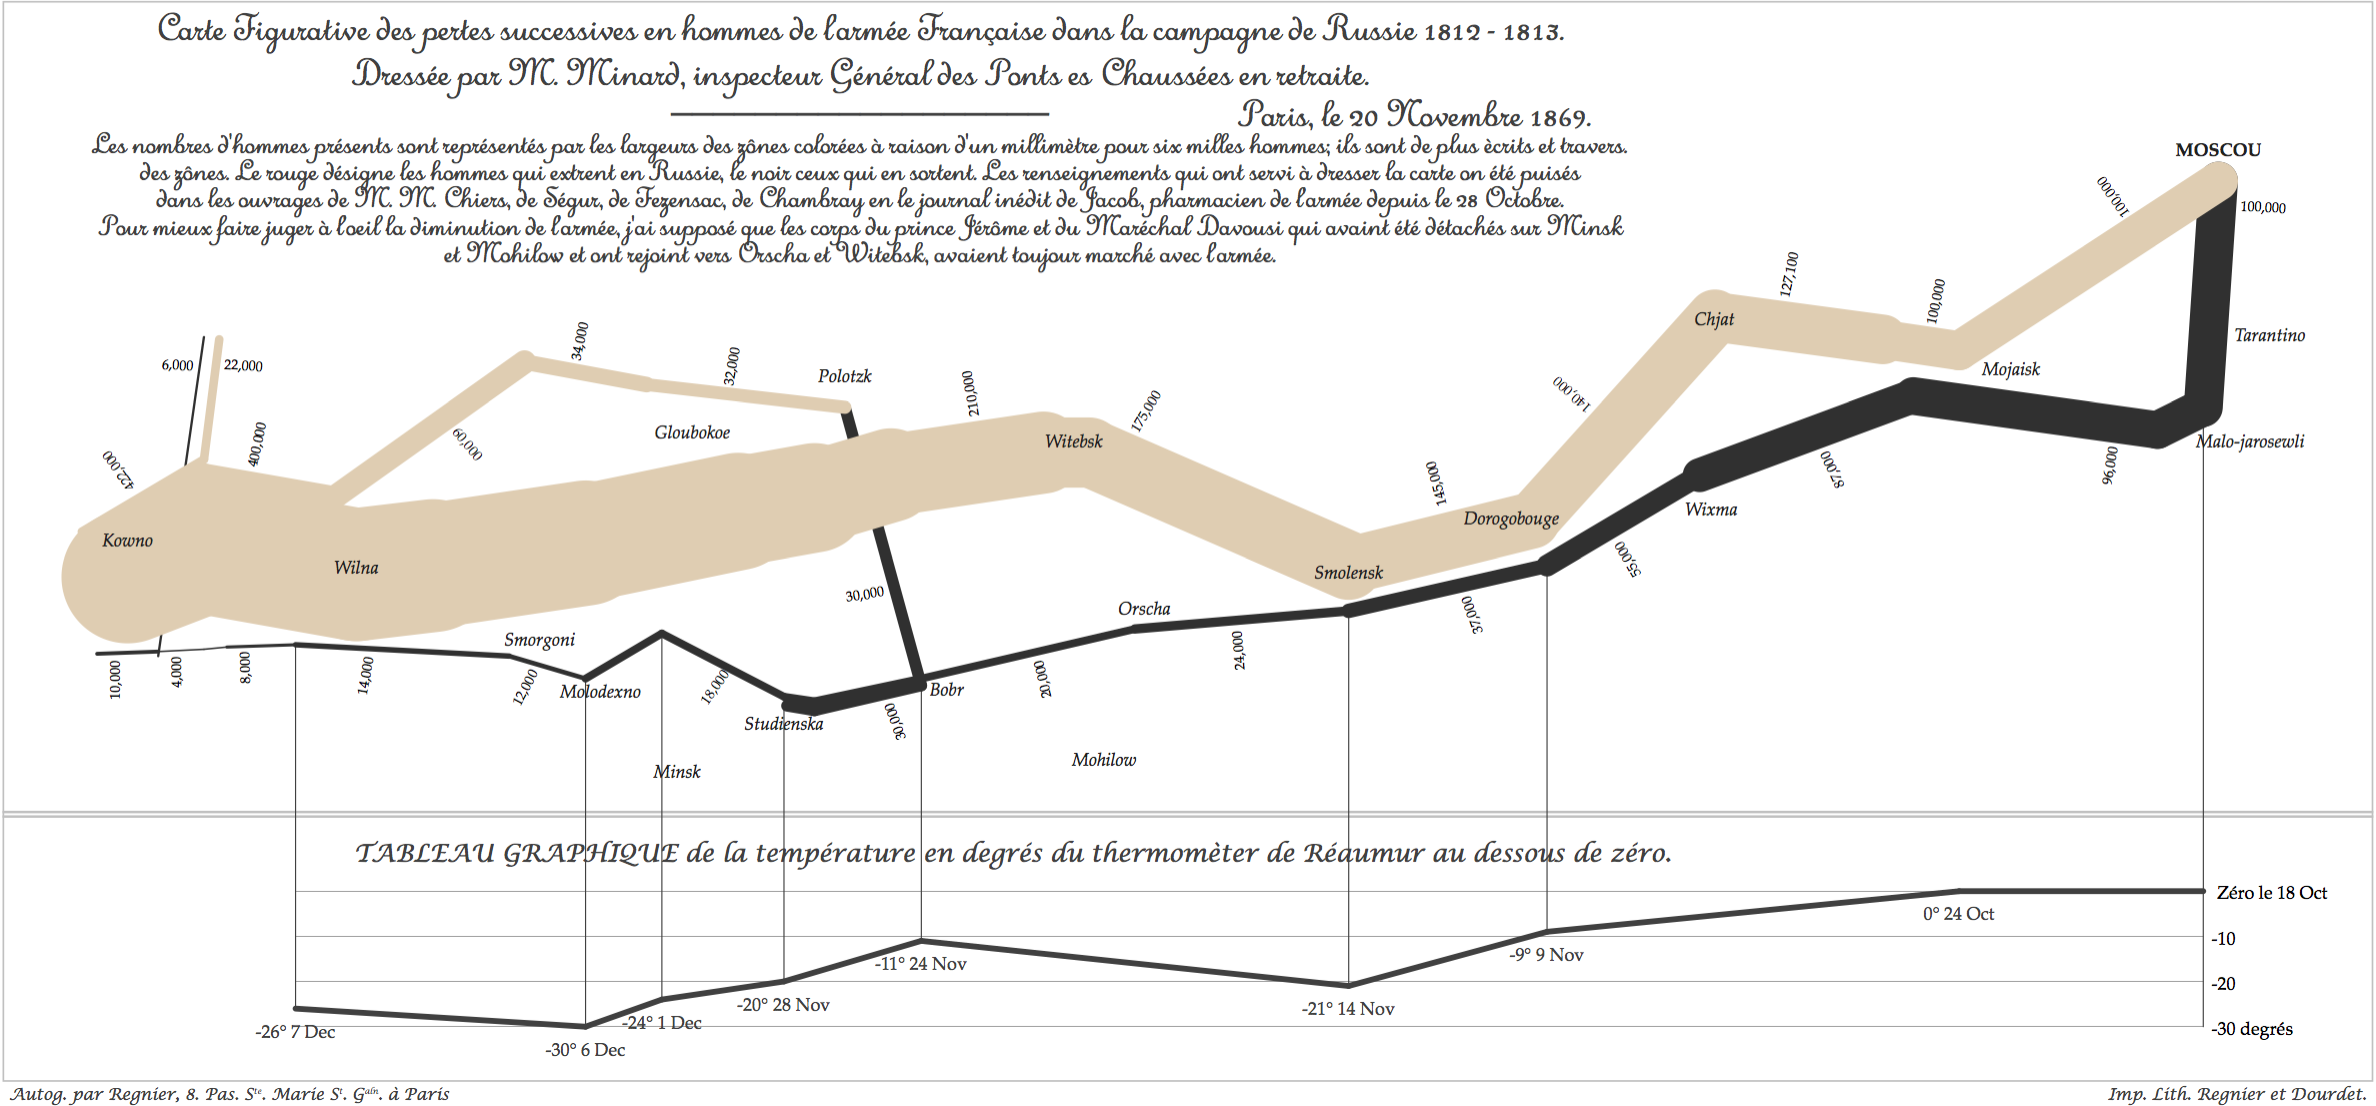 Carte Figurative des pertes successives en hommes de l'armée Française dans la campagne de Russie 1812 - 1813.
Dressée par M. Minard, inspecteur Général des Ponts es Chaussées en retraite.
Paris, le 20 Novembre 1869.
Les nombres d'hommes présents sont représentés par les largeurs des zônes colorées à raison d'un millimètre pour six milles hommes; ils sont de plus ècrits et travers.
des zônes. Le rouge désigne les hommes qui extrent en Russie, le noir ceux qui en sortent. Les renseignements qui ont servi à dresser la carte on été puisés
dans les ouvrages de M. M. Chiers, de Ségur, de Fezensac, de Chambray en le journal inédit de Jacob, pharmacien de l'armée depuis le 28 Octobre.
Pour mieux faire juger à l'oeil la diminution de l'armée, j'ai supposé que les corps du prince Jérôme et du Maréchal Davousi qui avaint été détachés sur Minsk
et Mohilow et ont rejoint vers Orscha et Witebsk, avaient toujour marché avec l'armée.
MOSCOU
100,000
100,000
127,100
100,000
Tarantino
Chjat
Mojaisk
6,000
22,000
34,000
32,000
Polotzk
210,000
175,000
140,000
400,000
60,000
Gloubokoe
Witebsk
Malo-jarosewli
422,000
145,000
87,000
96,000
Kowno
Wilna
Dorogobouge
Wixma
Smolensk
55,000
30,000
Orscha
37,000
Smorgoni
24,000
10,000
4,000
8,000
14,000
12,000
Molodexno
18,000
Bobr
20,000
Studienska
30,000
Minsk
Mohilow
TABLEAU GRAPHIQUE de la température en degrés du thermomèter de Réaumur au dessous de zéro.
Zéro le 18 Oct
0° 24 Oct
-10
-9° 9 Nov
-11° 24 Nov
-20
-20° 28 Nov
-21° 14 Nov
-24° 1 Dec
-26° 7 Dec
-30 degrés
-30° 6 Dec
Autog. par Regnier, 8. Pas. Ste. Marie St. Gain. à Paris
Imp. Lith. Regnier et Dourdet.